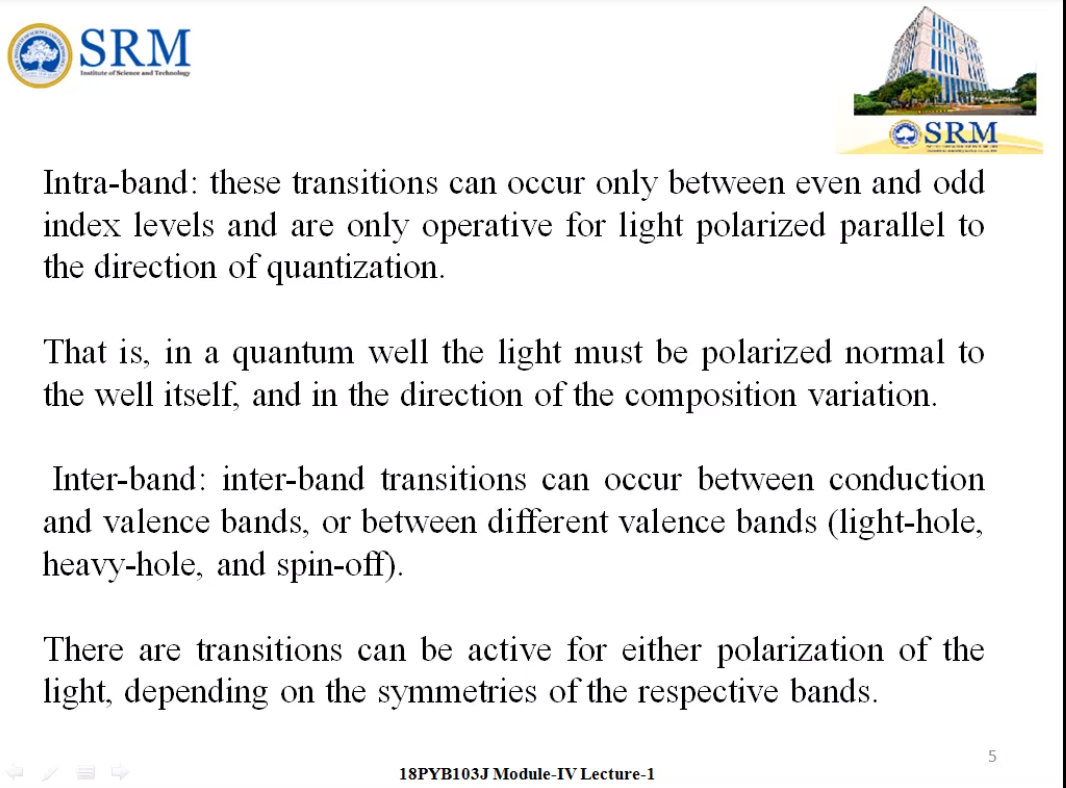 SRM
Institute of Science and Technology
SRM
Intra-band: these transitions can occur only between even and odd
index levels and are only operative for light polarized parallel to
the direction of quantization.
That is, in a quantum well the light must be polarized normal to
the well itself, and in the direction of the composition variation.
Inter-band: inter-band transitions can occur between conduction
and valence bands, or between different valence bands (light-hole,
heavy-hole, and spin-off).
There are transitions can be active for either polarization of the
light, depending on the symmetries of the respective bands.
5
18PYB103J Module-IV Lecture-1